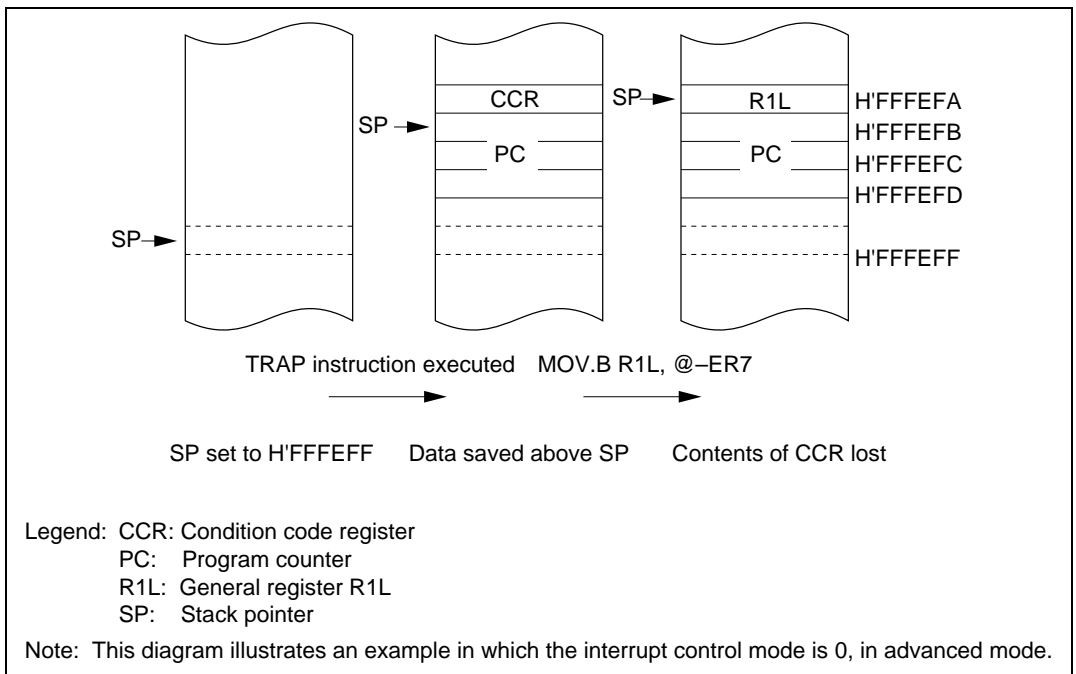 CCR
SP
R1L
H'FFFEFA
SP
H'FFFEFB
PC
PC
H'FFFEFC
H'FFFEFD
SP
H'FFFEFF
TRAP instruction executed
MOV.B R1L, @–ER7
SP set to H'FFFEFF
Data saved above SP
Contents of CCR lost
Legend: CCR: Condition code register
PC: Program counter
R1L: General register R1L
SP: Stack pointer
Note: This diagram illustrates an example in which the interrupt control mode is 0, in advanced mode.